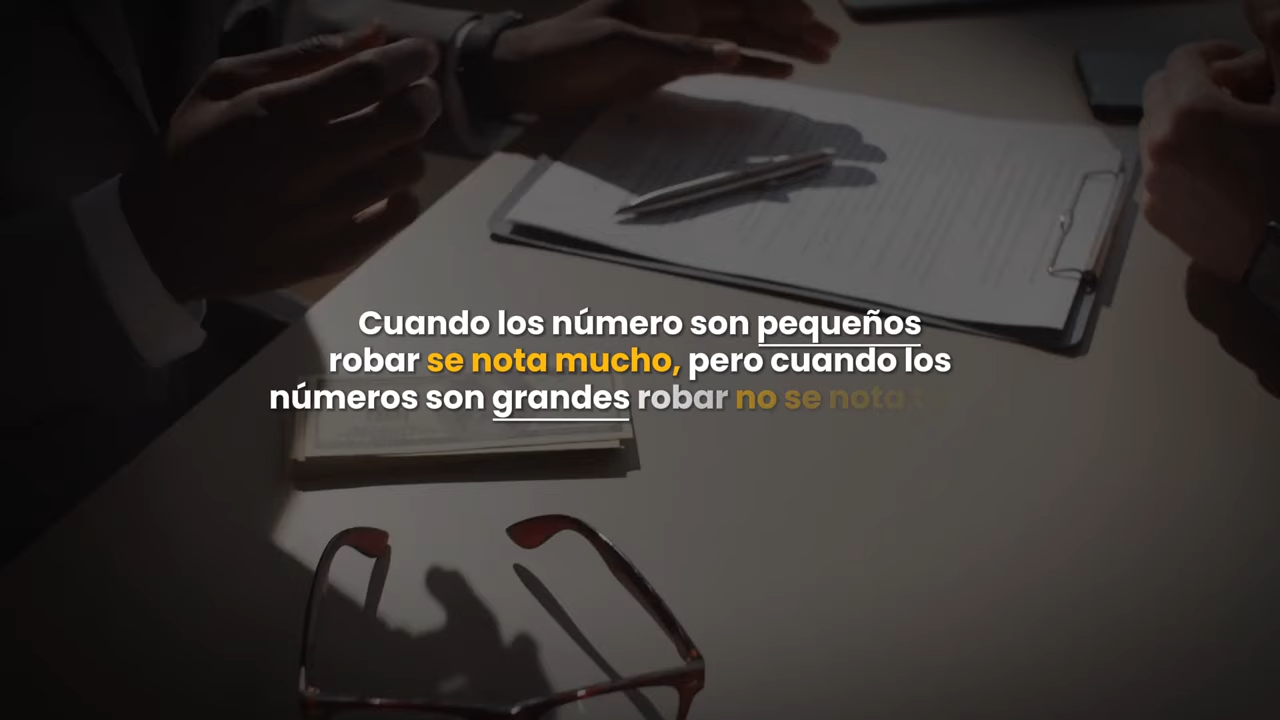 Cuando los número son pequeños
robar se nota mucho, pero cuando los
números son grandes robar no se nota